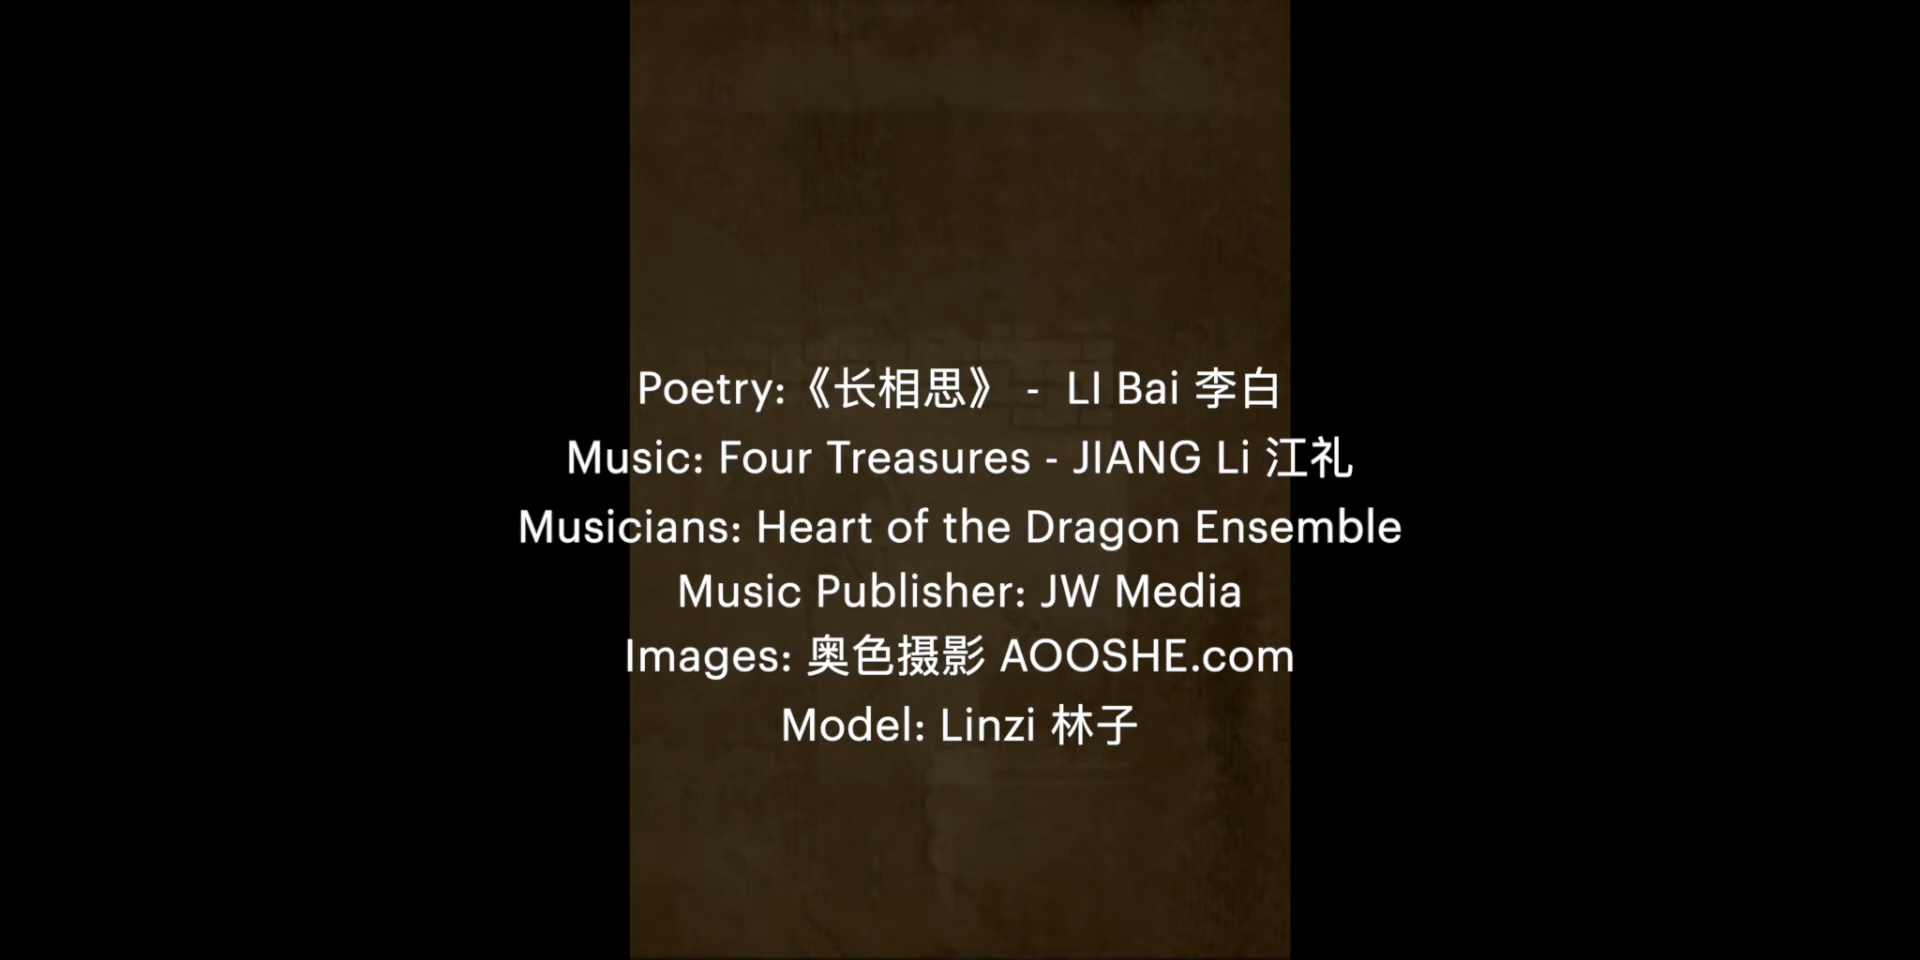 Poetry:《长相思》 - LI Bai 李白
Music: Four Treasures - JIANG Li 江礼
Musicians: Heart of the Dragon Ensemble
Music Publisher: JW Media
Images: 奥色摄影 AOOSHE.com
Model: Linzi 林子